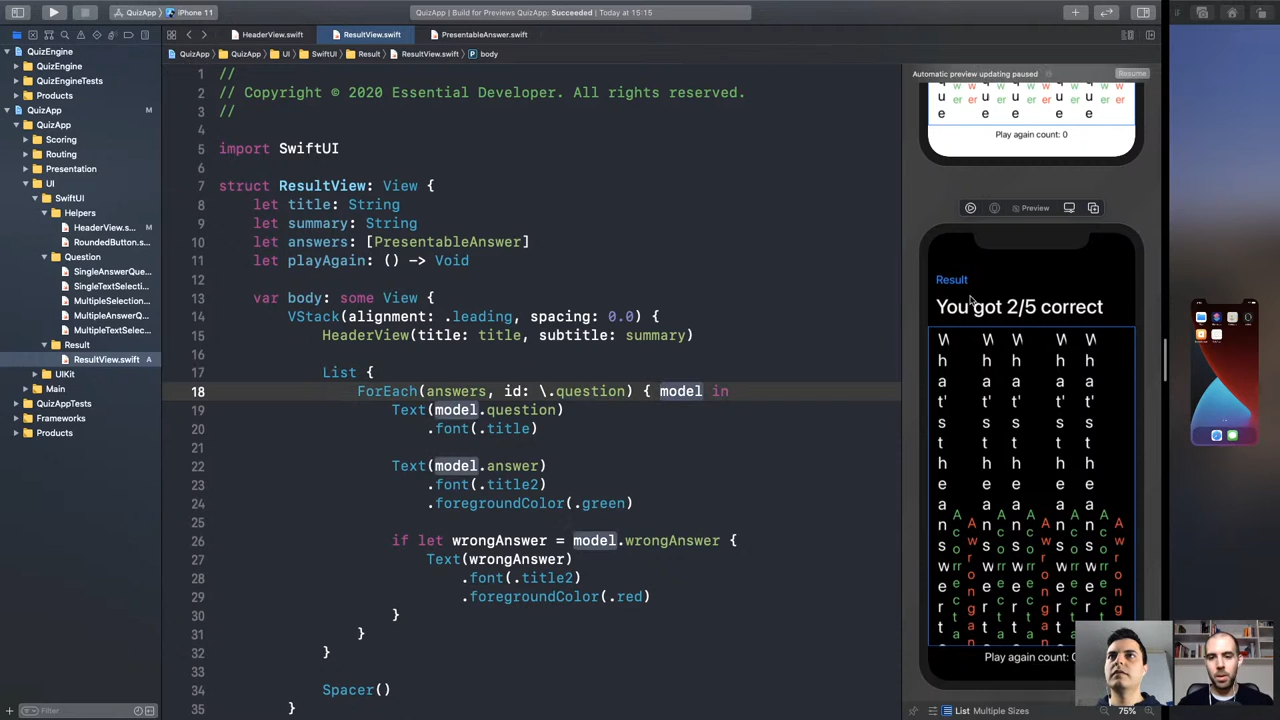 QuizApp
iPhone 11
QuizApp | Build for Previews QuizApp: Succeeded | Today at 15:15
HeaderView.swift
ResultView.swift
PresentableAnswer.swift
QuizApp
QuizApp
UI
SwiftUI
Result
ResultView.swift
body
QuizEngine
QuizEngine
QuizEngineTests
Products
QuizApp M
QuizApp
Scoring
Routing
Presentation
UI
SwiftUI
Helpers
HeaderView.s... M
RoundedButton.s...
Question
SingleAnswerQue...
SingleTextSelecti...
MultipleSelection...
MultipleAnswerQ...
MultipleTextSelec...
Result
ResultView.swift A
UIKit
Main
QuizAppTests
Frameworks
Products
Filter
1 //
2 // Copyright © 2020 Essential Developer. All rights reserved.
3 //
4
5 import SwiftUI
6
7 struct ResultView: View {
8 let title: String
9 let summary: String
10 let answers: [PresentableAnswer]
11 let playAgain: () -> Void
12
13 var body: some View {
14 VStack(alignment: .leading, spacing: 0.0) {
15 HeaderView(title: title, subtitle: summary)
16
17 List {
18 ForEach(answers, id: \.question) { model in
19 Text(model.question)
20 .font(.title)
21
22 Text(model.answer)
23 .font(.title2)
24 .foregroundColor(.green)
25
26 if let wrongAnswer = model.wrongAnswer {
27 Text(wrongAnswer)
28 .font(.title2)
29 .foregroundColor(.red)
30 }
31 }
32 }
33
34 Spacer()
35 }
Automatic preview updating paused
Resume
Play again count: 0
Preview
Result
You got 2/5 correct
What's the answer t
A correct a
A wrong an
Play again count:
List Multiple Sizes
75%